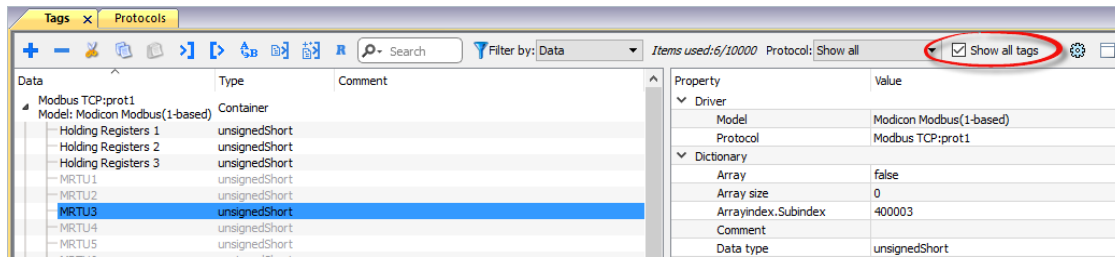 Tags x Protocols
R Search Filter by: Data Items used:6/10000 Protocol: Show all Show all tags
Data Type Comment Property Value
Modbus TCP:prot1
Model: Modicon Modbus(1-based) Container
Driver
Model Modicon Modbus(1-based)
Holding Registers 1 unsignedShort
Protocol Modbus TCP:prot1
Holding Registers 2 unsignedShort
Dictionary
Holding Registers 3 unsignedShort
Array false
MRTU1 unsignedShort
Array size 0
MRTU2 unsignedShort
Arrayindex.Subindex 400003
MRTU3 unsignedShort
Comment
MRTU4 unsignedShort
Data type unsignedShort
MRTU5 unsignedShort